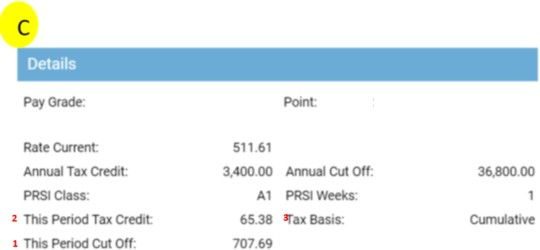 C
Details
Pay Grade: Point:
Rate Current: 511.61
Annual Tax Credit: 3,400.00 Annual Cut Off: 36,800.00
PRSI Class: A1 PRSI Weeks: 1
2 This Period Tax Credit: 65.38 3 Tax Basis: Cumulative
1 This Period Cut Off: 707.69